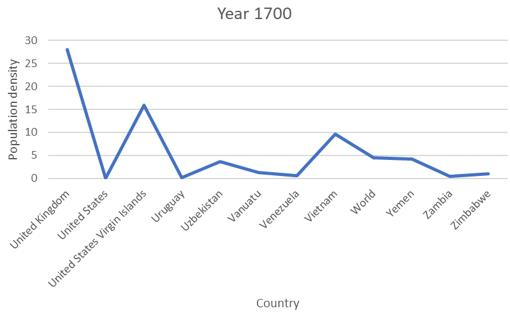 Year 1700
Population density
30
25
20
15
10
5
0
United Kingdom
United States
United States Virgin Islands
Uruguay
Uzbekistan
Vanuatu
Venezuela
Vietnam
World
Yemen
Zambia
Zimbabwe
Country